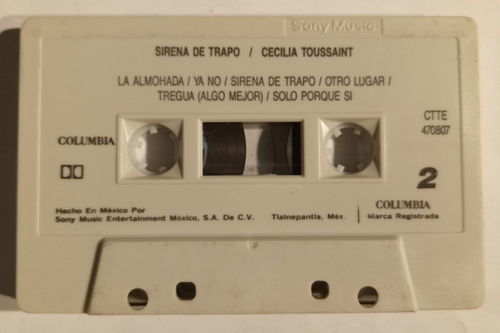 Sony Music
SIRENA DE TRAPO / CECILIA TOUSSAINT
LA ALMOHADA / YA NO / SIRENA DE TRAPO / OTRO LUGAR /
TREGUA (ALGO MEJOR) / SOLO PORQUE SI
CTTE
470807
COLUMBIA
2
Hecho En México Por
Sony Music Entertainment México, S.A. De C.V. Tlalnepantla, Méx.
COLUMBIA
Marca Registrada